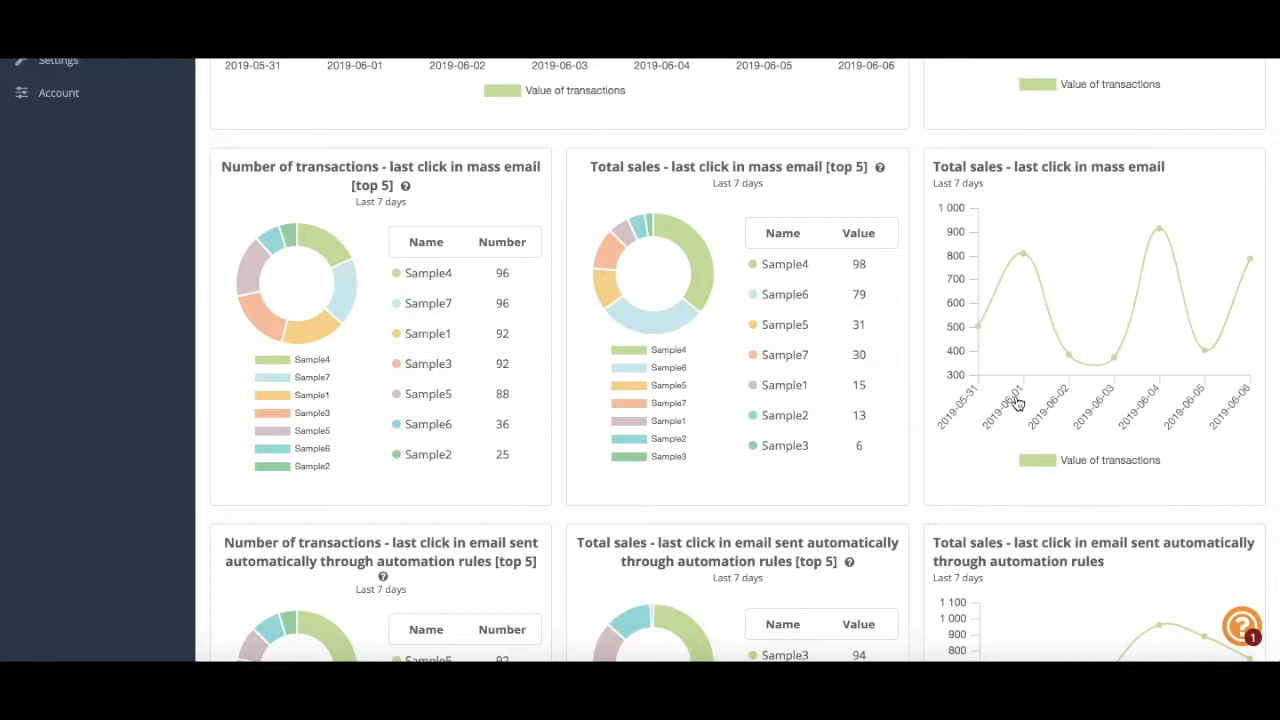 Settings
Account
2019-05-31 2019-06-01 2019-06-02 2019-06-03 2019-06-04 2019-06-05 2019-06-06
Value of transactions
Value of transactions
Number of transactions - last click in mass email
[top 5]
Last 7 days
Name Number
Sample4 96
Sample7 96
Sample1 92
Sample3 92
Sample5 88
Sample6 36
Sample2 25
Sample4
Sample7
Sample1
Sample3
Sample5
Sample6
Sample2
Total sales - last click in mass email [top 5]
Last 7 days
Name Value
Sample4 98
Sample6 79
Sample5 31
Sample7 30
Sample1 15
Sample2 13
Sample3 6
Sample4
Sample6
Sample5
Sample7
Sample1
Sample2
Sample3
Total sales - last click in mass email
Last 7 days
1 000
900
800
700
600
500
400
300
2019-05-31 2019-06-01 2019-06-02 2019-06-03 2019-06-04 2019-06-05 2019-06-06
Value of transactions
Number of transactions - last click in email sent
automatically through automation rules [top 5]
Last 7 days
Name Number
Sample5 92
Total sales - last click in email sent automatically
through automation rules [top 5]
Last 7 days
Name Value
Sample3 94
Total sales - last click in email sent automatically
through automation rules
Last 7 days
1 100
1 000
900
800
1